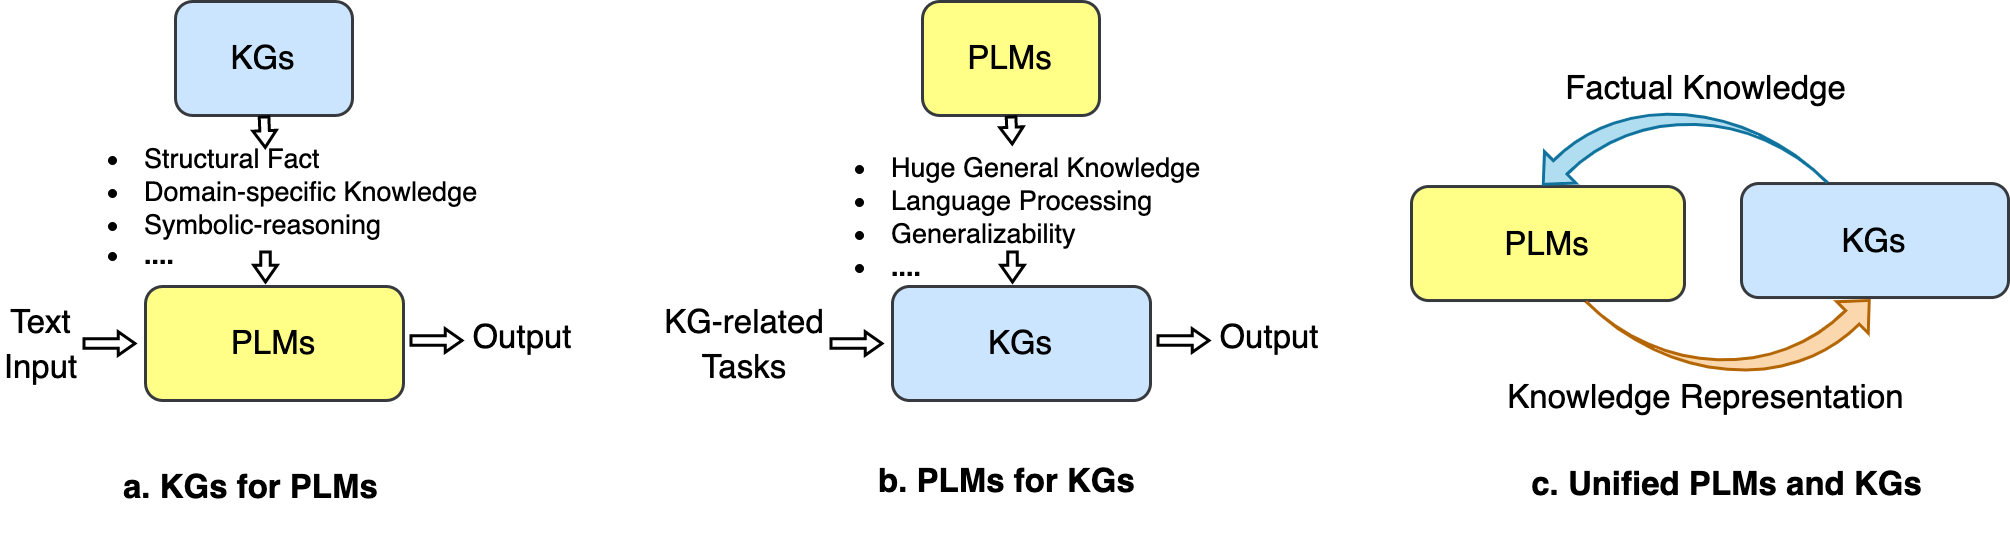 KGs
• Structural Fact
• Domain-specific Knowledge
• Symbolic-reasoning
• ....
Text
Input
PLMs
Output
a. KGs for PLMs
PLMs
• Huge General Knowledge
• Language Processing
• Generalizability
• ....
KG-related
Tasks
KGs
Output
b. PLMs for KGs
Factual Knowledge
PLMs
KGs
Knowledge Representation
c. Unified PLMs and KGs